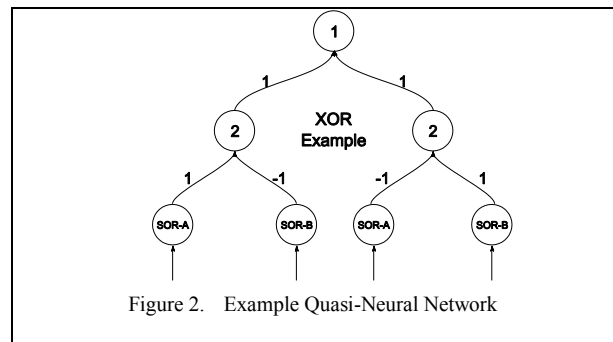 1
1 1
XOR
Example
2 2
1 -1 -1 1
SOR-A SOR-B SOR-A SOR-B
Figure 2. Example Quasi-Neural Network